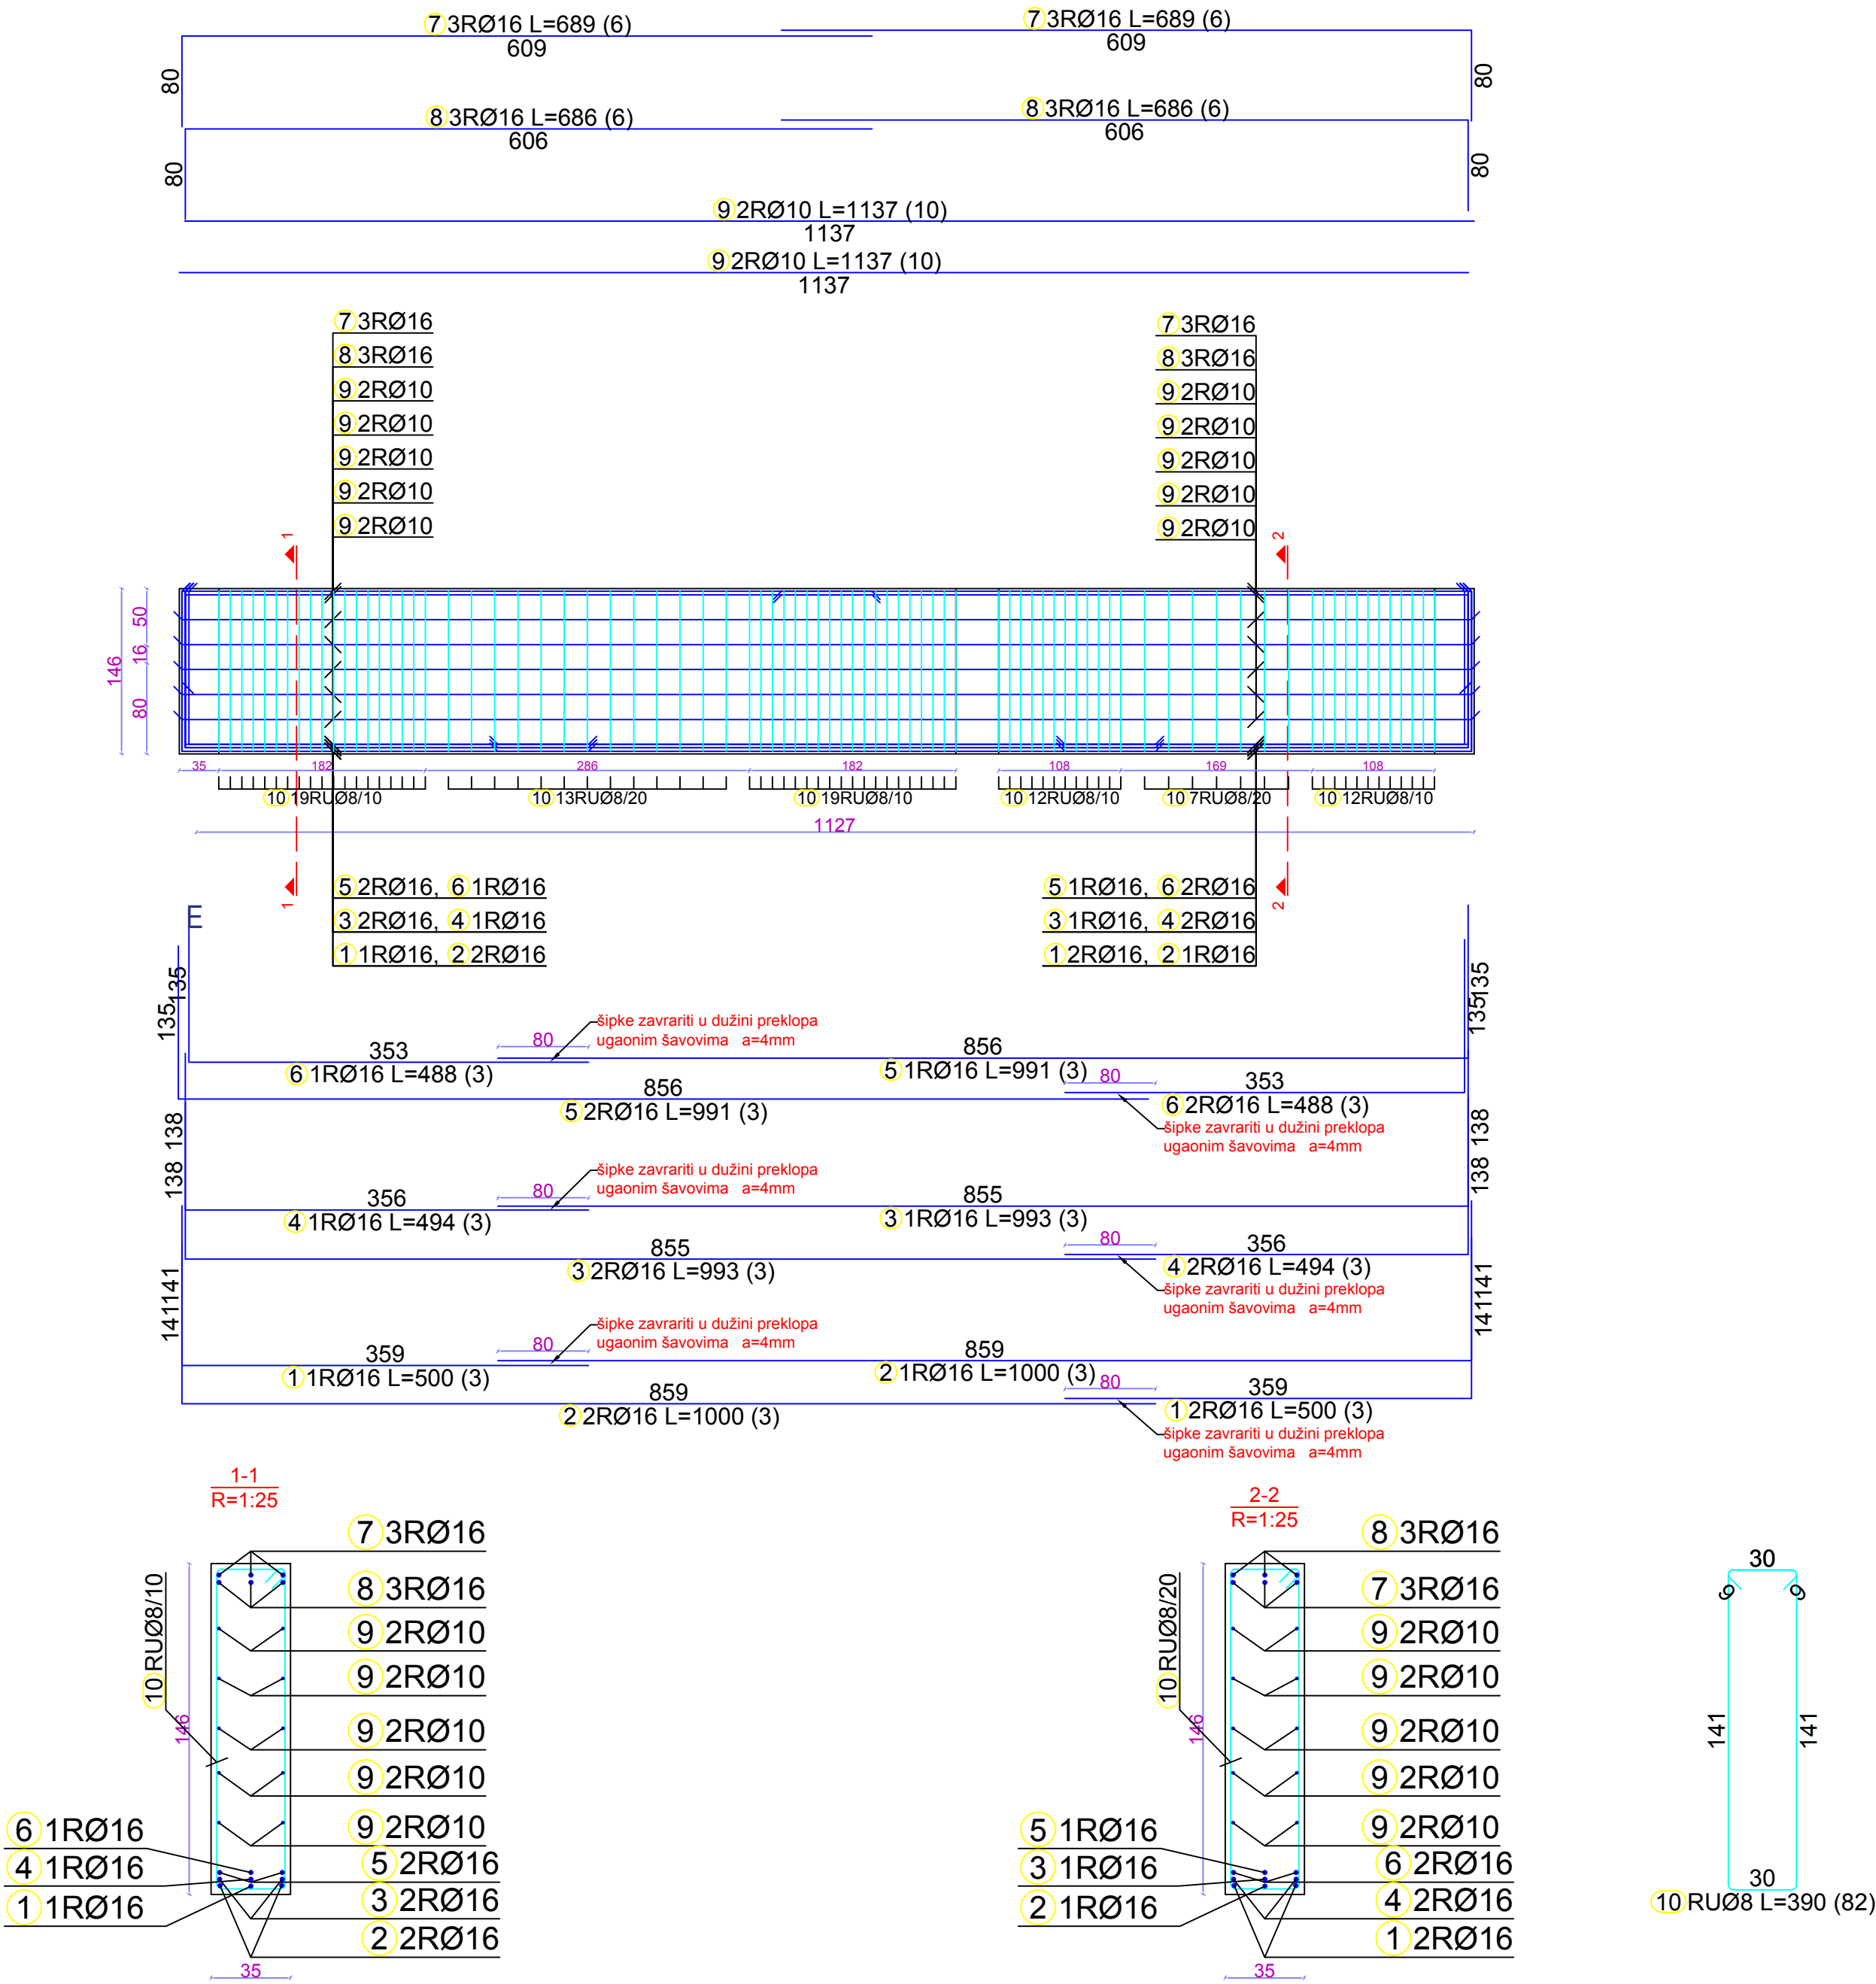 7 3RØ16 L=689 (6)
609
7 3RØ16 L=689 (6)
609
80
80
8 3RØ16 L=686 (6)
606
8 3RØ16 L=686 (6)
606
80
80
9 2RØ10 L=1137 (10)
1137
9 2RØ10 L=1137 (10)
1137
7 3RØ16
8 3RØ16
9 2RØ10
9 2RØ10
9 2RØ10
9 2RØ10
9 2RØ10
7 3RØ16
8 3RØ16
9 2RØ10
9 2RØ10
9 2RØ10
9 2RØ10
9 2RØ10
1
2
146
50
16
80
35
182
286
182
108
169
108
10 19RUØ8/10
10 13RUØ8/20
10 19RUØ8/10
10 12RUØ8/10
10 7RUØ8/20
10 12RUØ8/10
1127
1
2
5 2RØ16, 6 1RØ16
3 2RØ16, 4 1RØ16
1 1RØ16, 2 2RØ16
5 1RØ16, 6 2RØ16
3 1RØ16, 4 2RØ16
1 2RØ16, 2 1RØ16
E
135
135
135
135
šipke zavrariti u dužini preklopa
ugaonim šavovima a=4mm
80
353
6 1RØ16 L=488 (3)
856
5 1RØ16 L=991 (3)
856
5 2RØ16 L=991 (3)
80
353
6 2RØ16 L=488 (3)
šipke zavrariti u dužini preklopa
ugaonim šavovima a=4mm
138
138
138
138
šipke zavrariti u dužini preklopa
ugaonim šavovima a=4mm
80
356
4 1RØ16 L=494 (3)
855
3 1RØ16 L=993 (3)
855
3 2RØ16 L=993 (3)
80
356
4 2RØ16 L=494 (3)
šipke zavrariti u dužini preklopa
ugaonim šavovima a=4mm
141
141
141
141
šipke zavrariti u dužini preklopa
ugaonim šavovima a=4mm
80
359
1 1RØ16 L=500 (3)
859
2 1RØ16 L=1000 (3)
859
2 2RØ16 L=1000 (3)
80
359
1 2RØ16 L=500 (3)
šipke zavrariti u dužini preklopa
ugaonim šavovima a=4mm
1-1
R=1:25
7 3RØ16
8 3RØ16
9 2RØ10
9 2RØ10
9 2RØ10
9 2RØ10
9 2RØ10
5 2RØ16
3 2RØ16
2 2RØ16
10 RUØ8/10
146
6 1RØ16
4 1RØ16
1 1RØ16
35
2-2
R=1:25
8 3RØ16
7 3RØ16
9 2RØ10
9 2RØ10
9 2RØ10
9 2RØ10
9 2RØ10
6 2RØ16
4 2RØ16
1 2RØ16
10 RUØ8/20
146
5 1RØ16
3 1RØ16
2 1RØ16
35
30
9
9
141
141
30
10 RUØ8 L=390 (82)